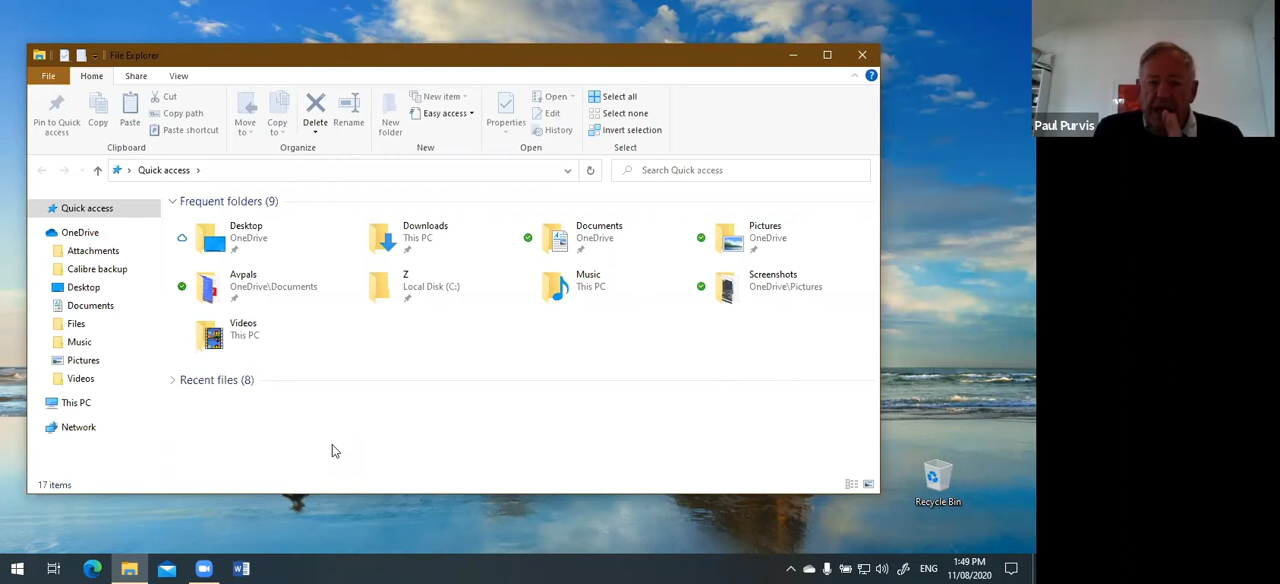 File Explorer
File Home Share View
Pin to Quick access
Copy
Paste
Cut
Copy path
Paste shortcut
Clipboard
Move to
Copy to
Delete
Rename
Organize
New folder
New item
Easy access
New
Properties
Open
Edit
History
Open
Select all
Select none
Invert selection
Select
Quick access
Search Quick access
Quick access
OneDrive
Attachments
Calibre backup
Desktop
Documents
Files
Music
Pictures
Videos
This PC
Network
Frequent folders (9)
Desktop
OneDrive
Downloads
This PC
Documents
OneDrive
Pictures
OneDrive
Avpals
OneDrive\Documents
Z
Local Disk (C:)
Music
This PC
Screenshots
OneDrive\Pictures
Videos
This PC
Recent files (8)
17 items
Recycle Bin
Paul Purvis
ENG
1:49 PM
11/08/2020